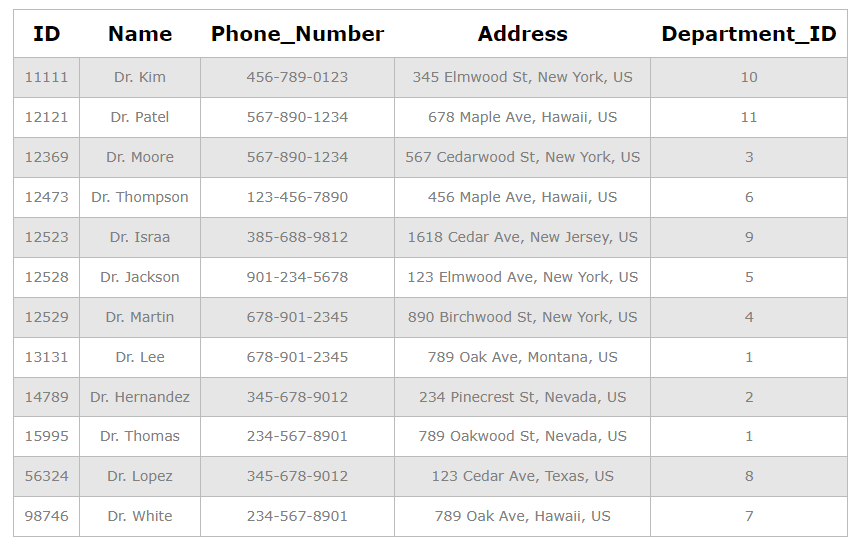 ID Name Phone_Number Address Department_ID
11111 Dr. Kim 456-789-0123 345 Elmwood St, New York, US 10
12121 Dr. Patel 567-890-1234 678 Maple Ave, Hawaii, US 11
12369 Dr. Moore 567-890-1234 567 Cedarwood St, New York, US 3
12473 Dr. Thompson 123-456-7890 456 Maple Ave, Hawaii, US 6
12523 Dr. Israa 385-688-9812 1618 Cedar Ave, New Jersey, US 9
12528 Dr. Jackson 901-234-5678 123 Elmwood Ave, New York, US 5
12529 Dr. Martin 678-901-2345 890 Birchwood St, New York, US 4
13131 Dr. Lee 678-901-2345 789 Oak Ave, Montana, US 1
14789 Dr. Hernandez 345-678-9012 234 Pinecrest St, Nevada, US 2
15995 Dr. Thomas 234-567-8901 789 Oakwood St, Nevada, US 1
56324 Dr. Lopez 345-678-9012 123 Cedar Ave, Texas, US 8
98746 Dr. White 234-567-8901 789 Oak Ave, Hawaii, US 7